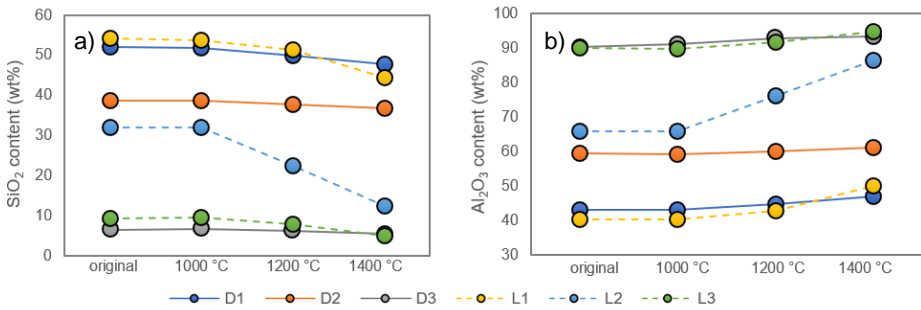 a)
SiO₂ content (wt%)
60
50
40
30
20
10
0
original 1000 °C 1200 °C 1400 °C
b)
Al₂O₃ content (wt%)
100
90
80
70
60
50
40
30
original 1000 °C 1200 °C 1400 °C
D1 D2 D3 L1 L2 L3